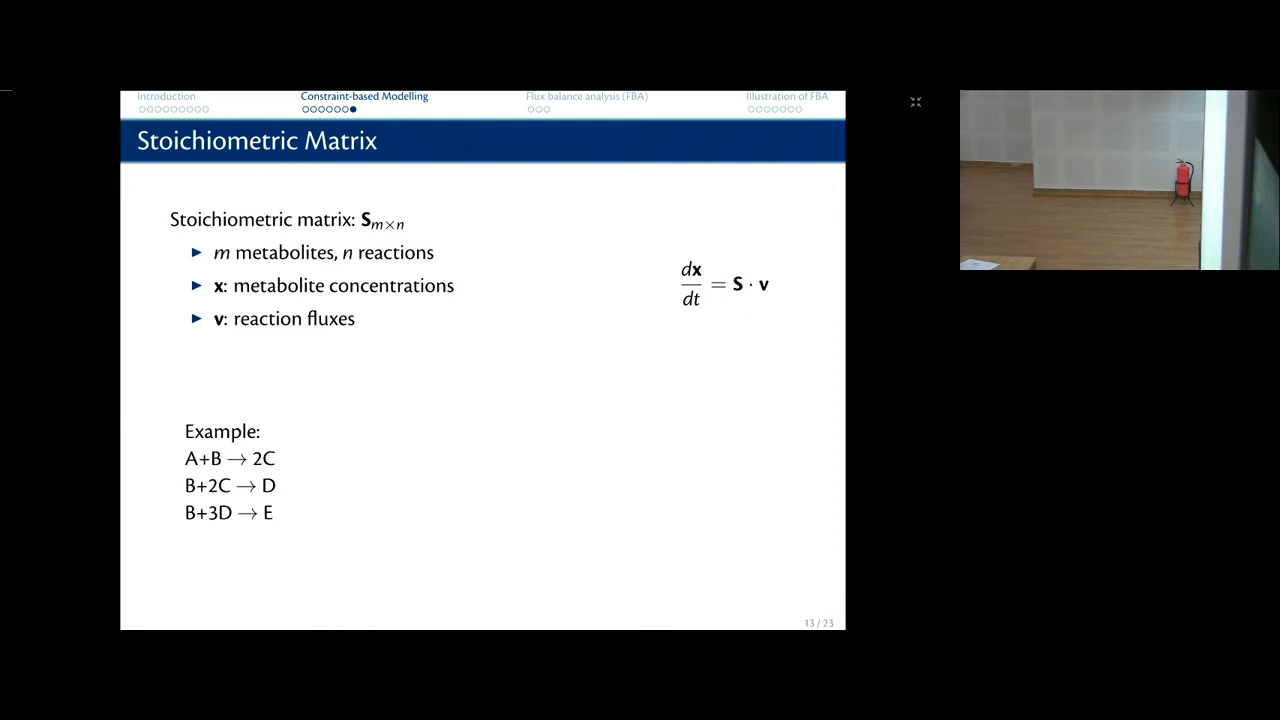 Introduction Constraint-based Modelling Flux balance analysis (FBA) Illustration of FBA
Stoichiometric Matrix
Stoichiometric matrix: S_{m×n}
► m metabolites, n reactions
► x: metabolite concentrations
► v: reaction fluxes
dx/dt = S · v
Example:
A+B → 2C
B+2C → D
B+3D → E
13 / 23